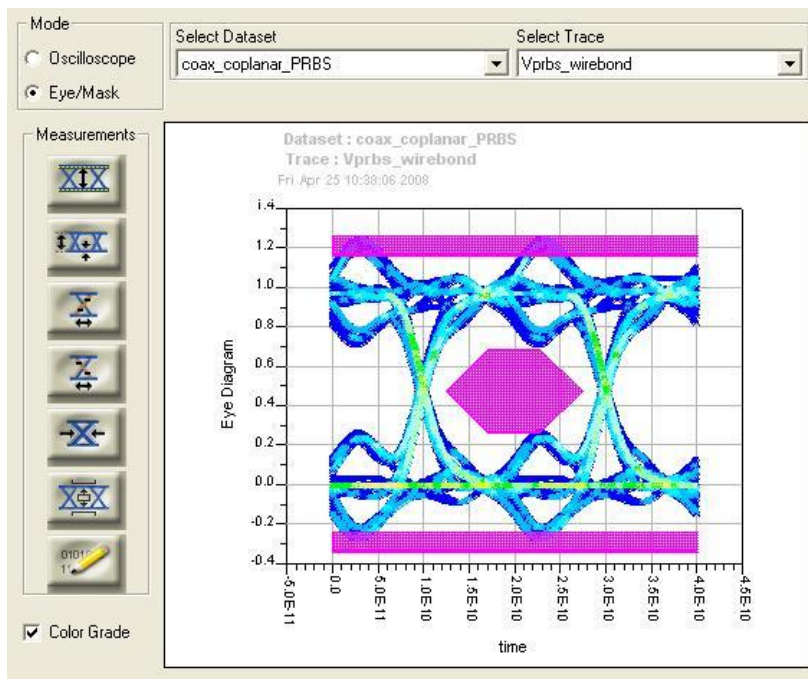 Mode
Oscilloscope
Eye/Mask
Select Dataset
coax_coplanar_PRBS
Select Trace
Vprbs_wirebond
Measurements
01010
11
Color Grade
Dataset : coax_coplanar_PRBS
Trace : Vprbs_wirebond
Fri Apr 25 10:38:06 2008
Eye Diagram
1.4
1.2
1.0
0.8
0.6
0.4
0.2
0.0
-0.2
-0.4
-5.0E-11
0.0
5.0E-11
1.0E-10
1.5E-10
2.0E-10
2.5E-10
3.0E-10
3.5E-10
4.0E-10
4.5E-10
time